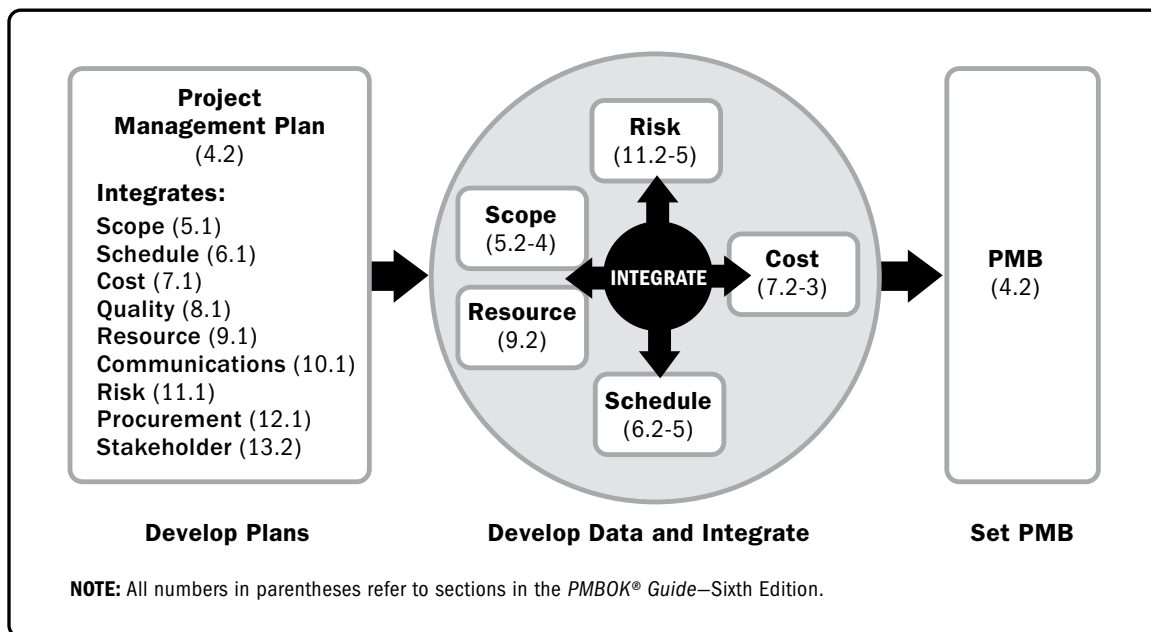 Project
Management Plan
(4.2)
Integrates:
Scope (5.1)
Schedule (6.1)
Cost (7.1)
Quality (8.1)
Resource (9.1)
Communications (10.1)
Risk (11.1)
Procurement (12.1)
Stakeholder (13.2)
Develop Plans
Risk
(11.2-5)
Scope
(5.2-4)
INTEGRATE
Cost
(7.2-3)
Resource
(9.2)
Schedule
(6.2-5)
Develop Data and Integrate
PMB
(4.2)
Set PMB
NOTE: All numbers in parentheses refer to sections in the PMBOK® Guide—Sixth Edition.